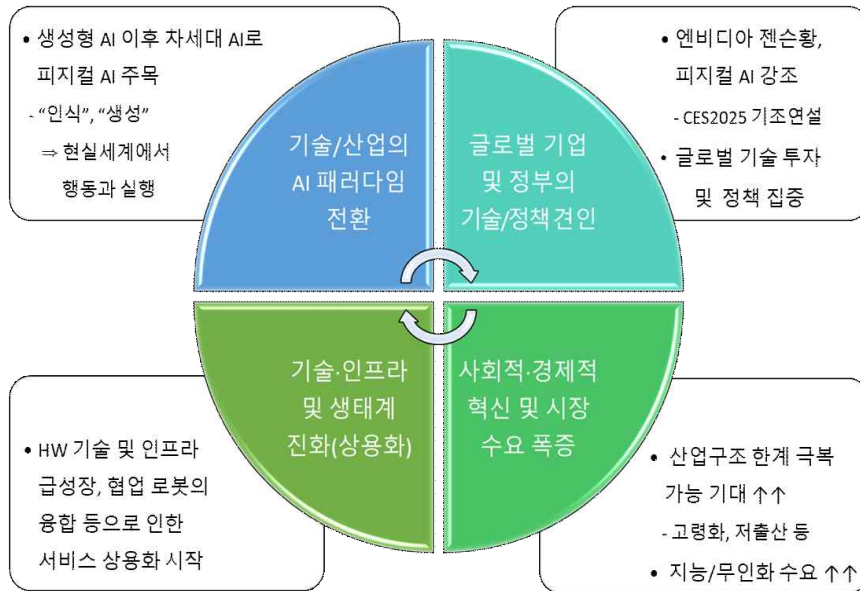 • 생성형 AI 이후 차세대 AI로
피지컬 AI 주목
- “인식”, “생성”
⇒ 현실세계에서
행동과 실행
기술/산업의
AI 패러다임
전환
글로벌 기업
및 정부의
기술/정책 견인
• 엔비디아 젠슨황,
피지컬 AI 강조
- CES2025 기조연설
• 글로벌 기술 투자
및 정책 집중
기술·인프라
및 생태계
진화(상용화)
사회적·경제적
혁신 및 시장
수요 폭증
• HW 기술 및 인프라
급성장, 협업 로봇의
융합 등으로 인한
서비스 상용화 시작
• 산업구조 한계 극복
가능 기대 ↑↑
- 고령화, 저출산 등
• 지능/무인화 수요 ↑↑